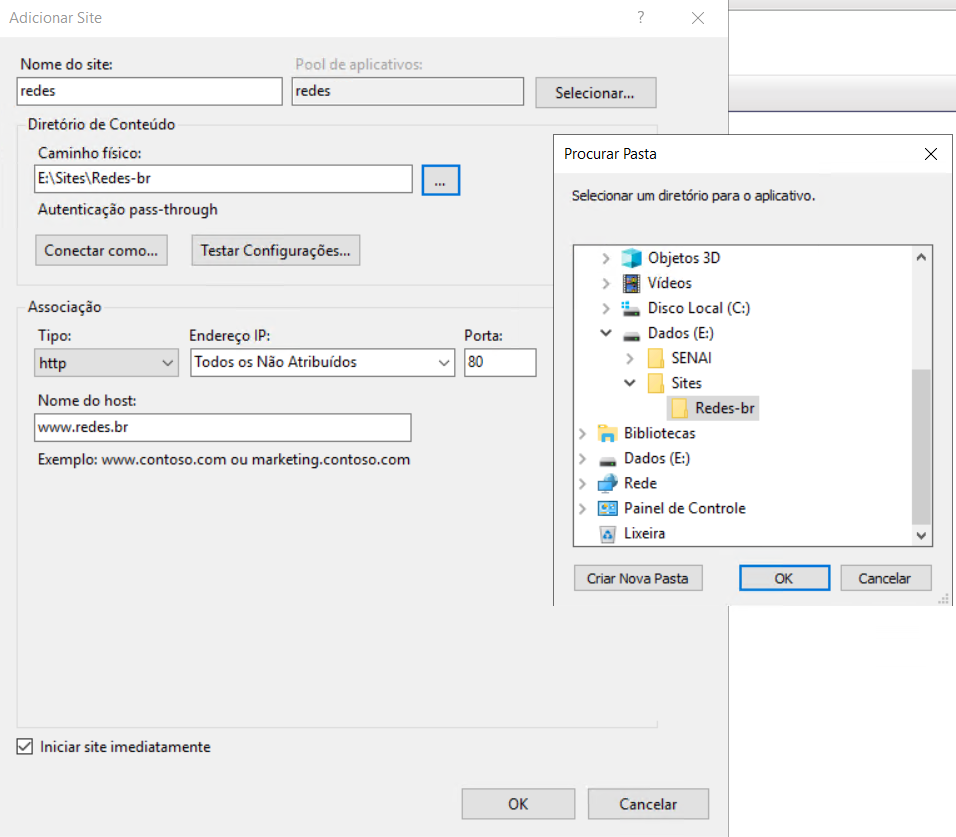 Adicionar Site
?
Nome do site:
Pool de aplicativos:
redes
redes
Selecionar...
Diretório de Conteúdo
Caminho físico:
E:\Sites\Redes-br
...
Autenticação pass-through
Conectar como...
Testar Configurações...
Associação
Tipo:
Endereço IP:
Porta:
http
Todos os Não Atribuídos
80
Nome do host:
www.redes.br
Exemplo: www.contoso.com ou marketing.contoso.com
Iniciar site imediatamente
OK
Cancelar
Procurar Pasta
Selecionar um diretório para o aplicativo.
Objetos 3D
Vídeos
Disco Local (C:)
Dados (E:)
SENAI
Sites
Redes-br
Bibliotecas
Dados (E:)
Rede
Painel de Controle
Lixeira
Criar Nova Pasta
OK
Cancelar